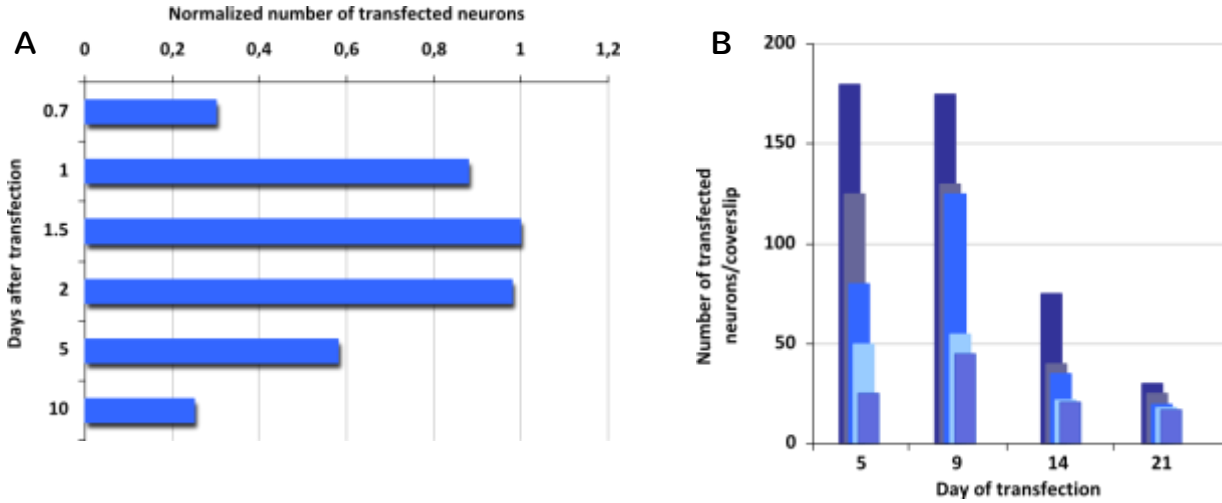 A
Normalized number of transfected neurons
0 0,2 0,4 0,6 0,8 1 1,2
Days after transfection
0.7
1
1.5
2
5
10
B
Number of transfected
neurons/coverslip
200
150
100
50
0
5 9 14 21
Day of transfection